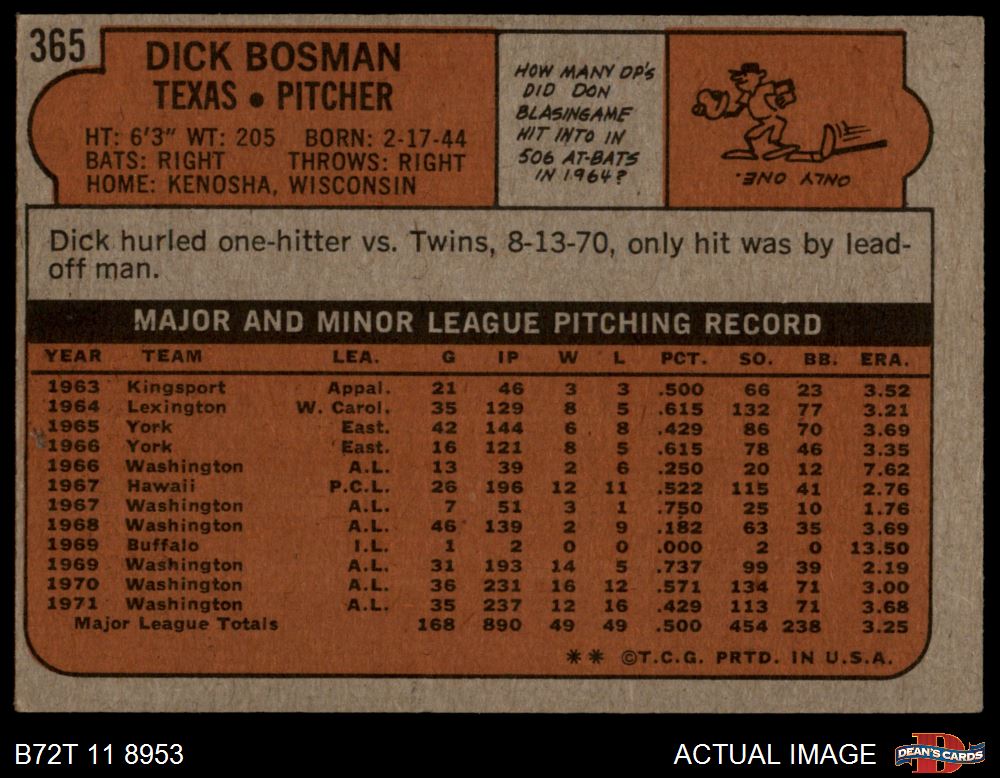 365
DICK BOSMAN
TEXAS • PITCHER
HT: 6'3" WT: 205 BORN: 2-17-44
BATS: RIGHT THROWS: RIGHT
HOME: KENOSHA, WISCONSIN
HOW MANY DP'S
DID DON
BLASINGAME
HIT INTO IN
506 AT-BATS
IN 1964?
ONLY ONE.
Dick hurled one-hitter vs. Twins, 8-13-70, only hit was by lead-
off man.
MAJOR AND MINOR LEAGUE PITCHING RECORD
YEAR TEAM LEA. G IP W L PCT. SO. BB. ERA.
1963 Kingsport Appal. 21 46 3 3 .500 66 23 3.52
1964 Lexington W. Carol. 35 129 8 5 .615 132 77 3.21
1965 York East. 42 144 6 8 .429 86 70 3.69
1966 York East. 16 121 8 5 .615 78 46 3.35
1966 Washington A.L. 13 39 2 6 .250 20 12 7.62
1967 Hawaii P.C.L. 26 196 12 11 .522 115 41 2.76
1967 Washington A.L. 7 51 3 1 .750 25 10 1.76
1968 Washington A.L. 46 139 2 9 .182 63 35 3.69
1969 Buffalo I.L. 1 2 0 0 .000 2 0 13.50
1969 Washington A.L. 31 193 14 5 .737 99 39 2.19
1970 Washington A.L. 36 231 16 12 .571 134 71 3.00
1971 Washington A.L. 35 237 12 16 .429 113 71 3.68
Major League Totals 168 890 49 49 .500 454 238 3.25
** ©T.C.G. PRTD. IN U.S.A.
B72T 11 8953
ACTUAL IMAGE
DEAN'S CARDS